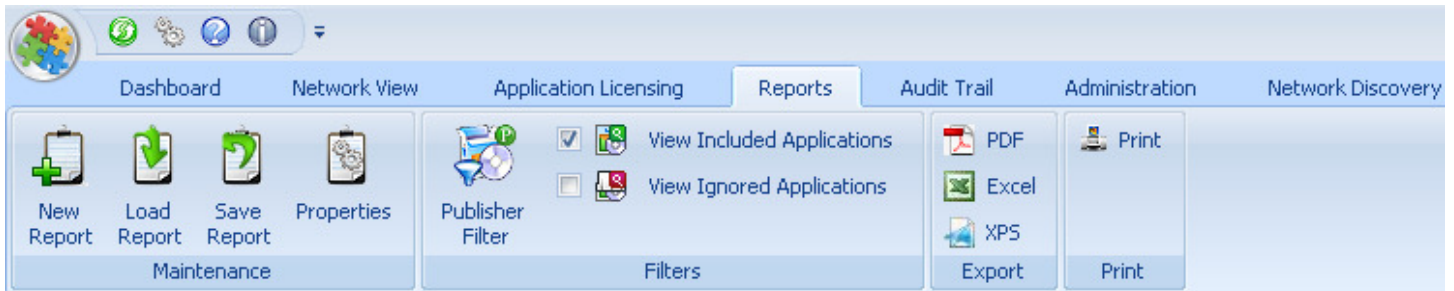 Dashboard Network View Application Licensing Reports Audit Trail Administration Network Discovery
New Report
Load Report
Save Report
Properties
Maintenance
Publisher Filter
View Included Applications
View Ignored Applications
Filters
PDF
Excel
XPS
Export
Print
Print